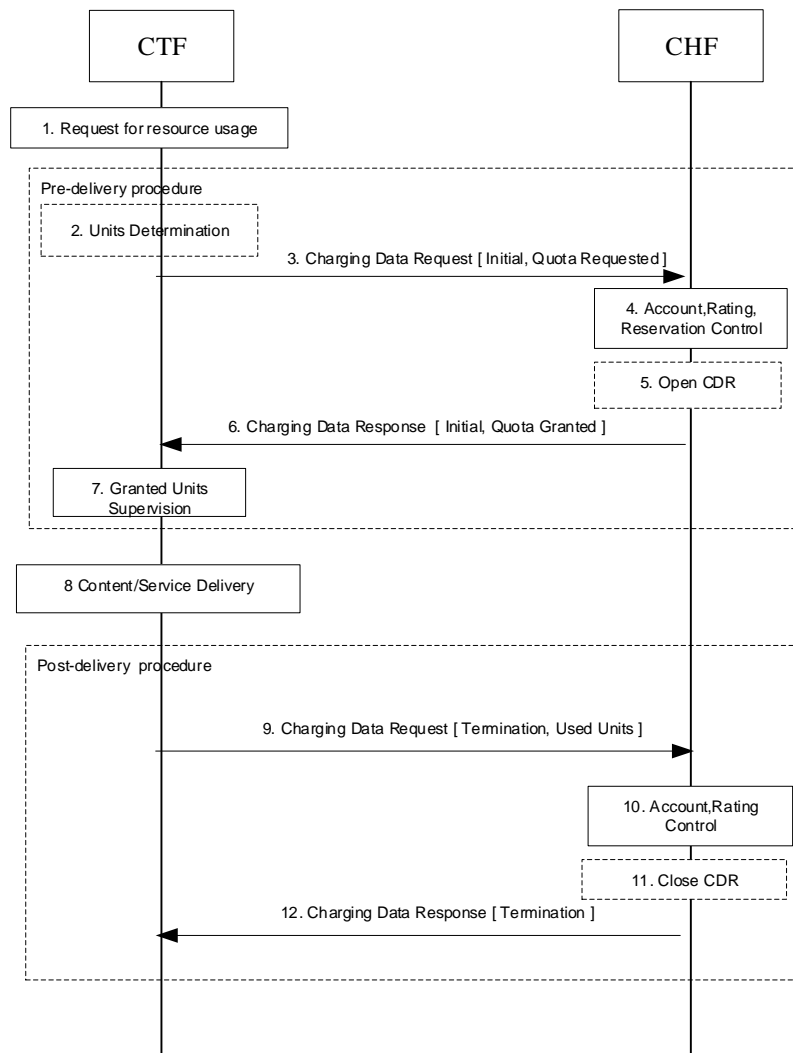 CTF
CHF
1. Request for resource usage
Pre-delivery procedure
2. Units Determination
3. Charging Data Request [ Initial, Quota Requested ]
4. Account,Rating,
Reservation Control
5. Open CDR
6. Charging Data Response [ Initial, Quota Granted ]
7. Granted Units
Supervision
8 Content/Service Delivery
Post-delivery procedure
9. Charging Data Request [ Termination, Used Units ]
10. Account,Rating
Control
11. Close CDR
12. Charging Data Response [ Termination ]